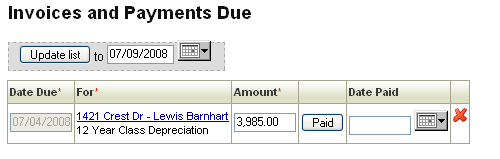 Invoices and Payments Due
Update list to 07/09/2008
Date Due* For* Amount* Date Paid
07/04/2008 1421 Crest Dr - Lewis Barnhart 3,985.00 Paid
12 Year Class Depreciation